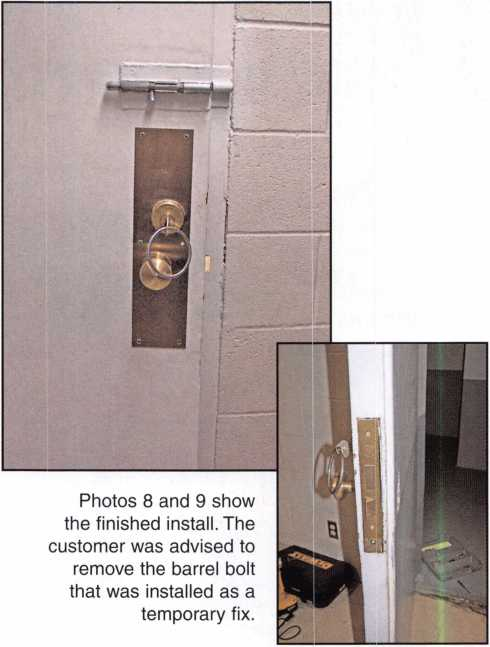 Photos 8 and 9 show
the finished install. The
customer was advised to
remove the barrel bolt
that was installed as a
temporary fix.